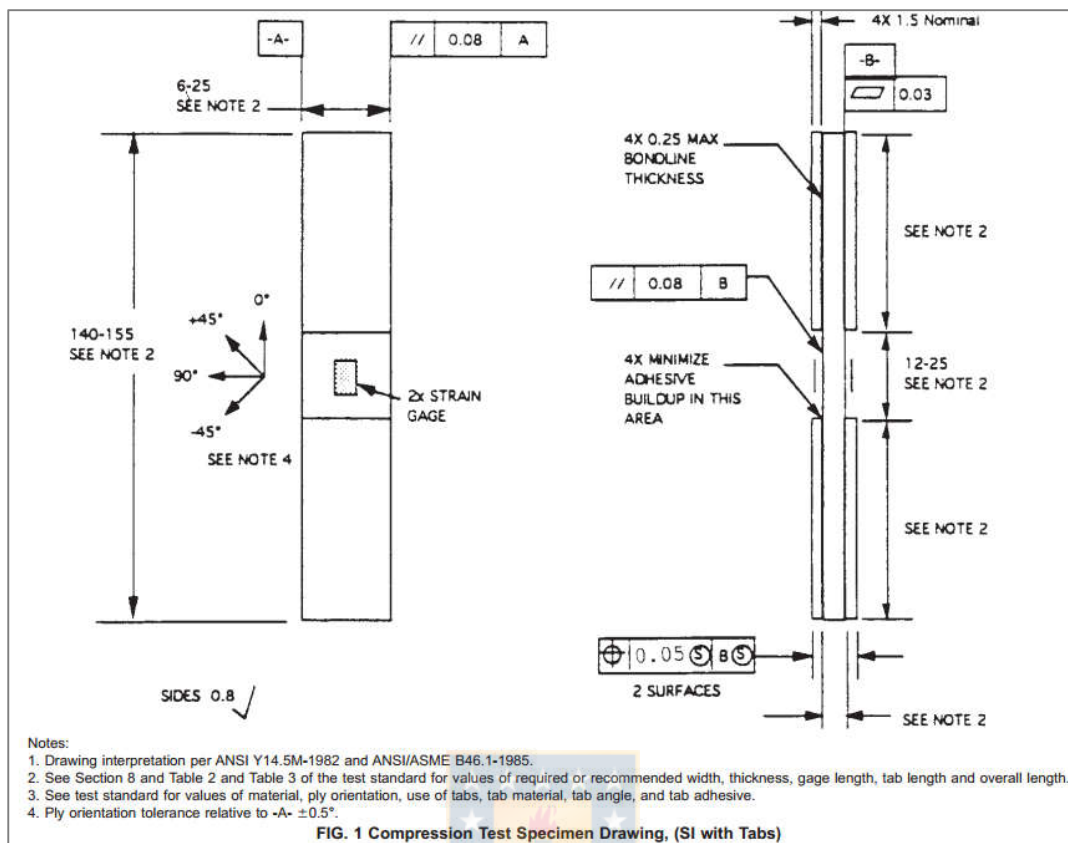 -A-
// 0.08 A
6-25
SEE NOTE 2
140-155
SEE NOTE 2
0°
+45°
90°
-45°
SEE NOTE 4
2x STRAIN
GAGE
SIDES 0.8
4X 1.5 Nominal
-B-
0.03
4X 0.25 MAX
BONDLINE
THICKNESS
SEE NOTE 2
// 0.08 B
4X MINIMIZE
ADHESIVE
BUILDUP IN THIS
AREA
12-25
SEE NOTE 2
SEE NOTE 2
⌖ 0.05 Ⓢ B Ⓢ
2 SURFACES
SEE NOTE 2
Notes:
1. Drawing interpretation per ANSI Y14.5M-1982 and ANSI/ASME B46.1-1985.
2. See Section 8 and Table 2 and Table 3 of the test standard for values of required or recommended width, thickness, gage length, tab length and overall length.
3. See test standard for values of material, ply orientation, use of tabs, tab material, tab angle, and tab adhesive.
4. Ply orientation tolerance relative to -A- ±0.5°.
FIG. 1 Compression Test Specimen Drawing, (SI with Tabs)